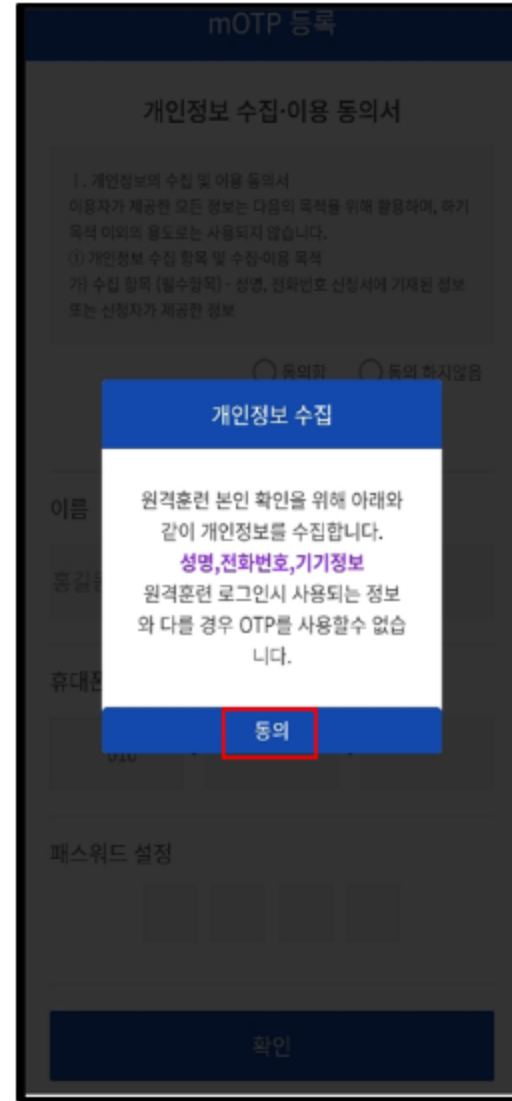 mOTP 등록
개인정보 수집·이용 동의서
Ⅰ. 개인정보의 수집 및 이용 동의서
이용자가 제공한 모든 정보는 다음의 목적을 위해 활용하며, 하기
목적 이외의 용도로는 사용되지 않습니다.
① 개인정보 수집 항목 및 수집·이용 목적
가) 수집 항목 (필수항목) - 성명, 전화번호 신청서에 기재된 정보
또는 신청자가 제공한 정보
동의함 동의 하지않음
개인정보 수집
원격훈련 본인 확인을 위해 아래와
같이 개인정보를 수집합니다.
성명,전화번호,기기정보
원격훈련 로그인시 사용되는 정보
와 다를 경우 OTP를 사용할수 없습
니다.
동의
이름
홍길
휴대폰
010 - -
패스워드 설정
확인